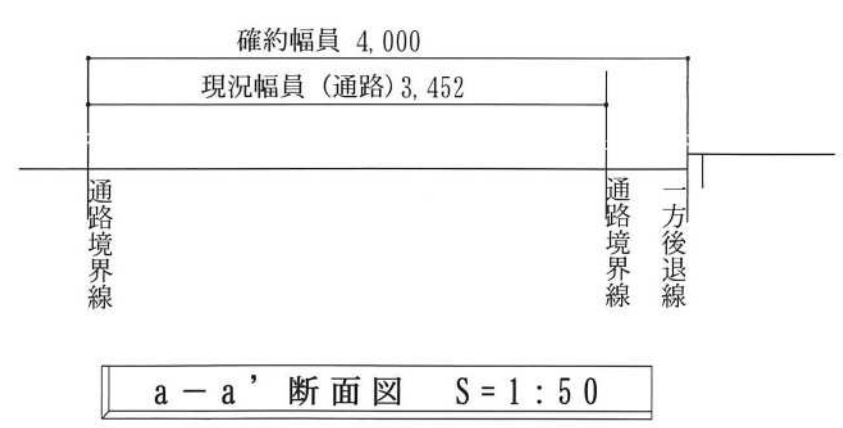 確約幅員 4,000
現況幅員 (通路)3,452
通路境界線
通路境界線
一方後退線
a－a’断面図 S=1:50